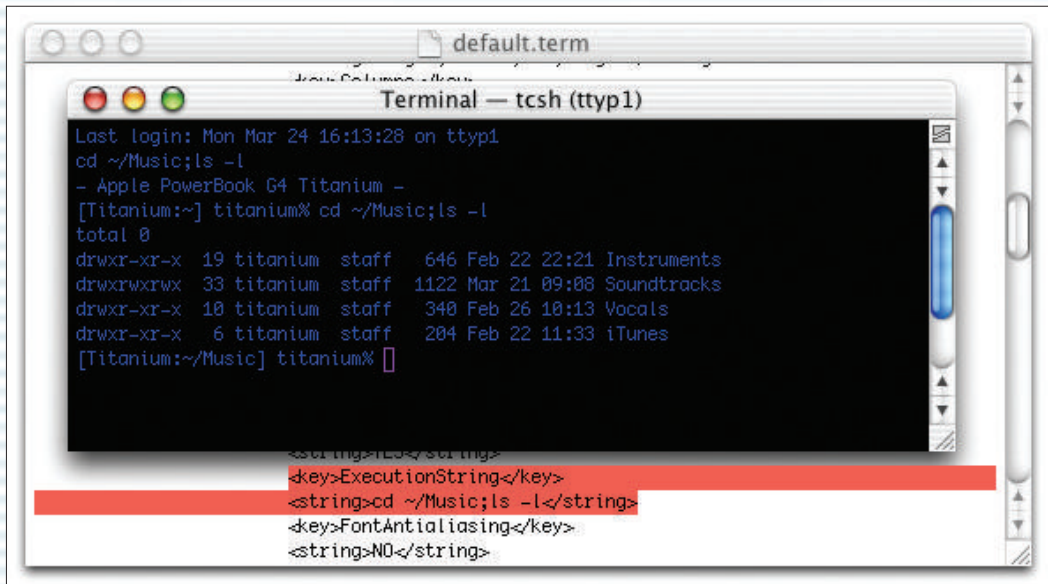 default.term
Terminal — tcsh (ttyp1)
Last login: Mon Mar 24 16:13:28 on ttyp1
cd ~/Music;ls -l
- Apple PowerBook G4 Titanium -
[Titanium:~] titanium% cd ~/Music;ls -l
total 0
drwxr-xr-x 19 titanium staff 646 Feb 22 22:21 Instruments
drwxrwxrwx 33 titanium staff 1122 Mar 21 09:08 Soundtracks
drwxr-xr-x 10 titanium staff 340 Feb 26 10:13 Vocals
drwxr-xr-x 6 titanium staff 204 Feb 22 11:33 iTunes
[Titanium:~/Music] titanium%
<key>ExecutionString</key>
<string>cd ~/Music;ls -l</string>
<key>FontAntialiasing</key>
<string>NO</string>